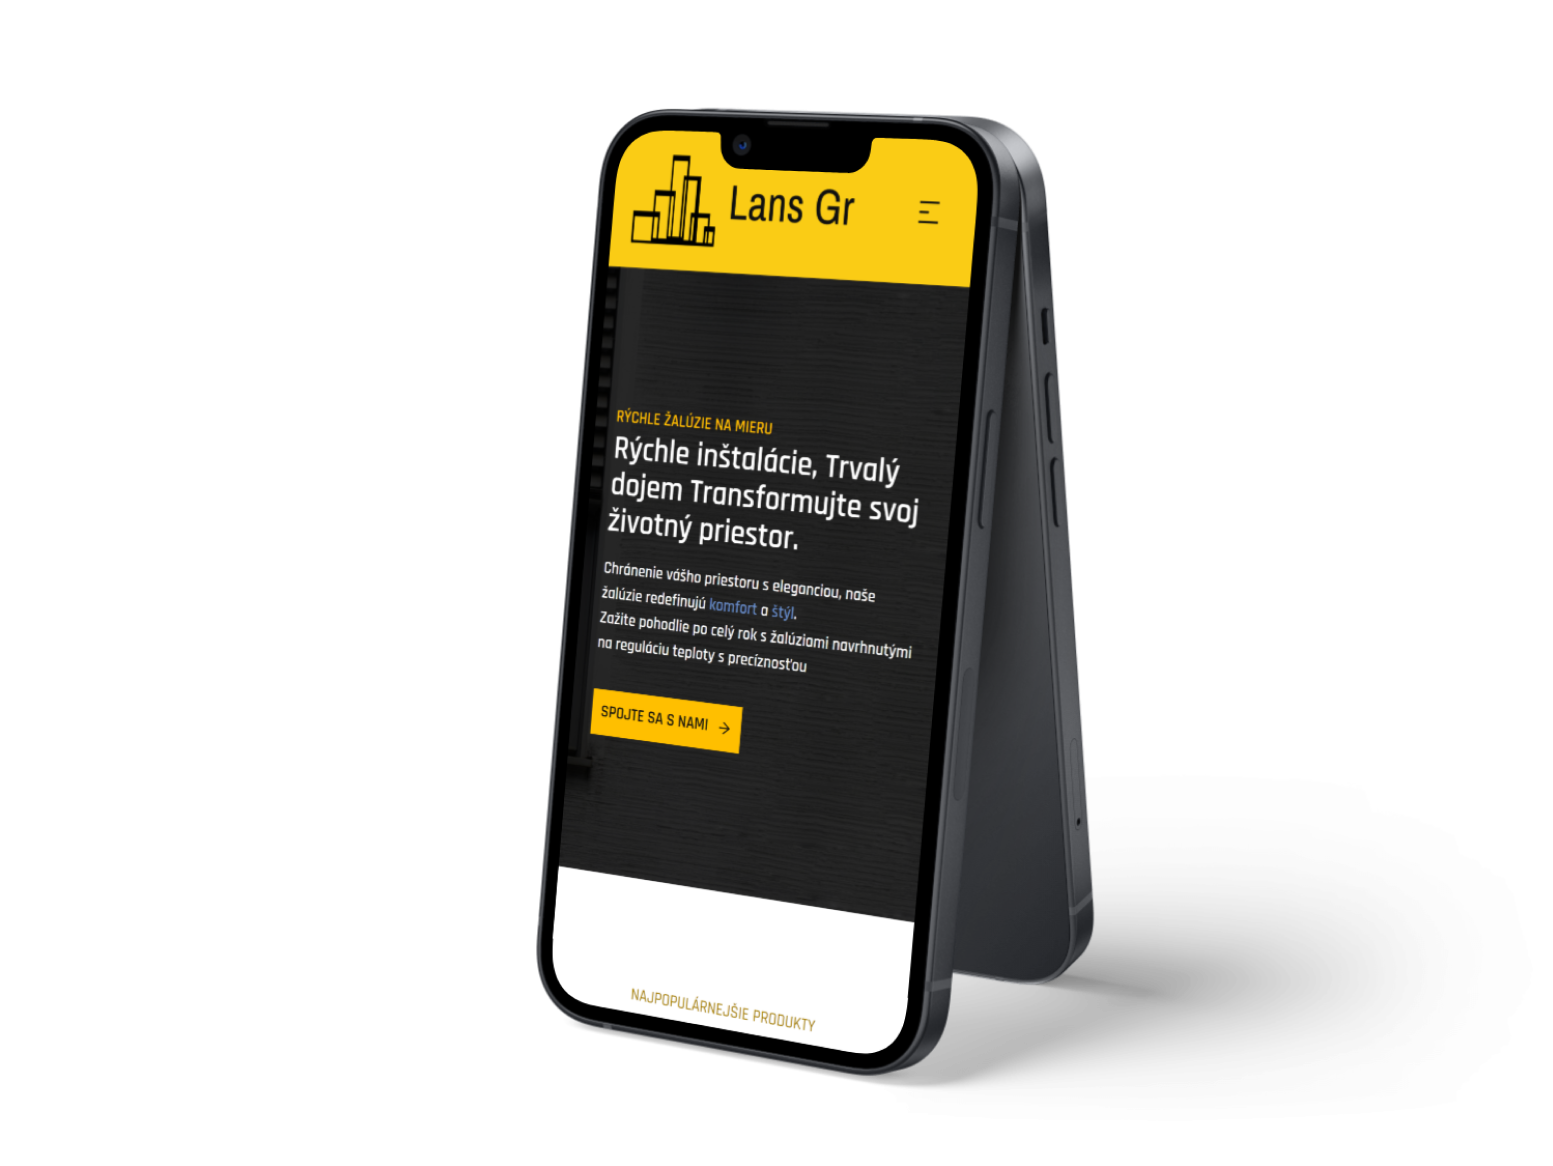 Lans Gr
RÝCHLE ŽALÚZIE NA MIERU
Rýchle inštalácie, Trvalý
dojem Transformujte svoj
životný priestor.
Chránenie vášho priestoru s eleganciou, naše
žalúzie redefinujú komfort a štýl.
Zažite pohodlie po celý rok s žalúziami navrhnutými
na reguláciu teploty s precíznosťou
SPOJTE SA S NAMI
NAJPOPULÁRNEJŠIE PRODUKTY